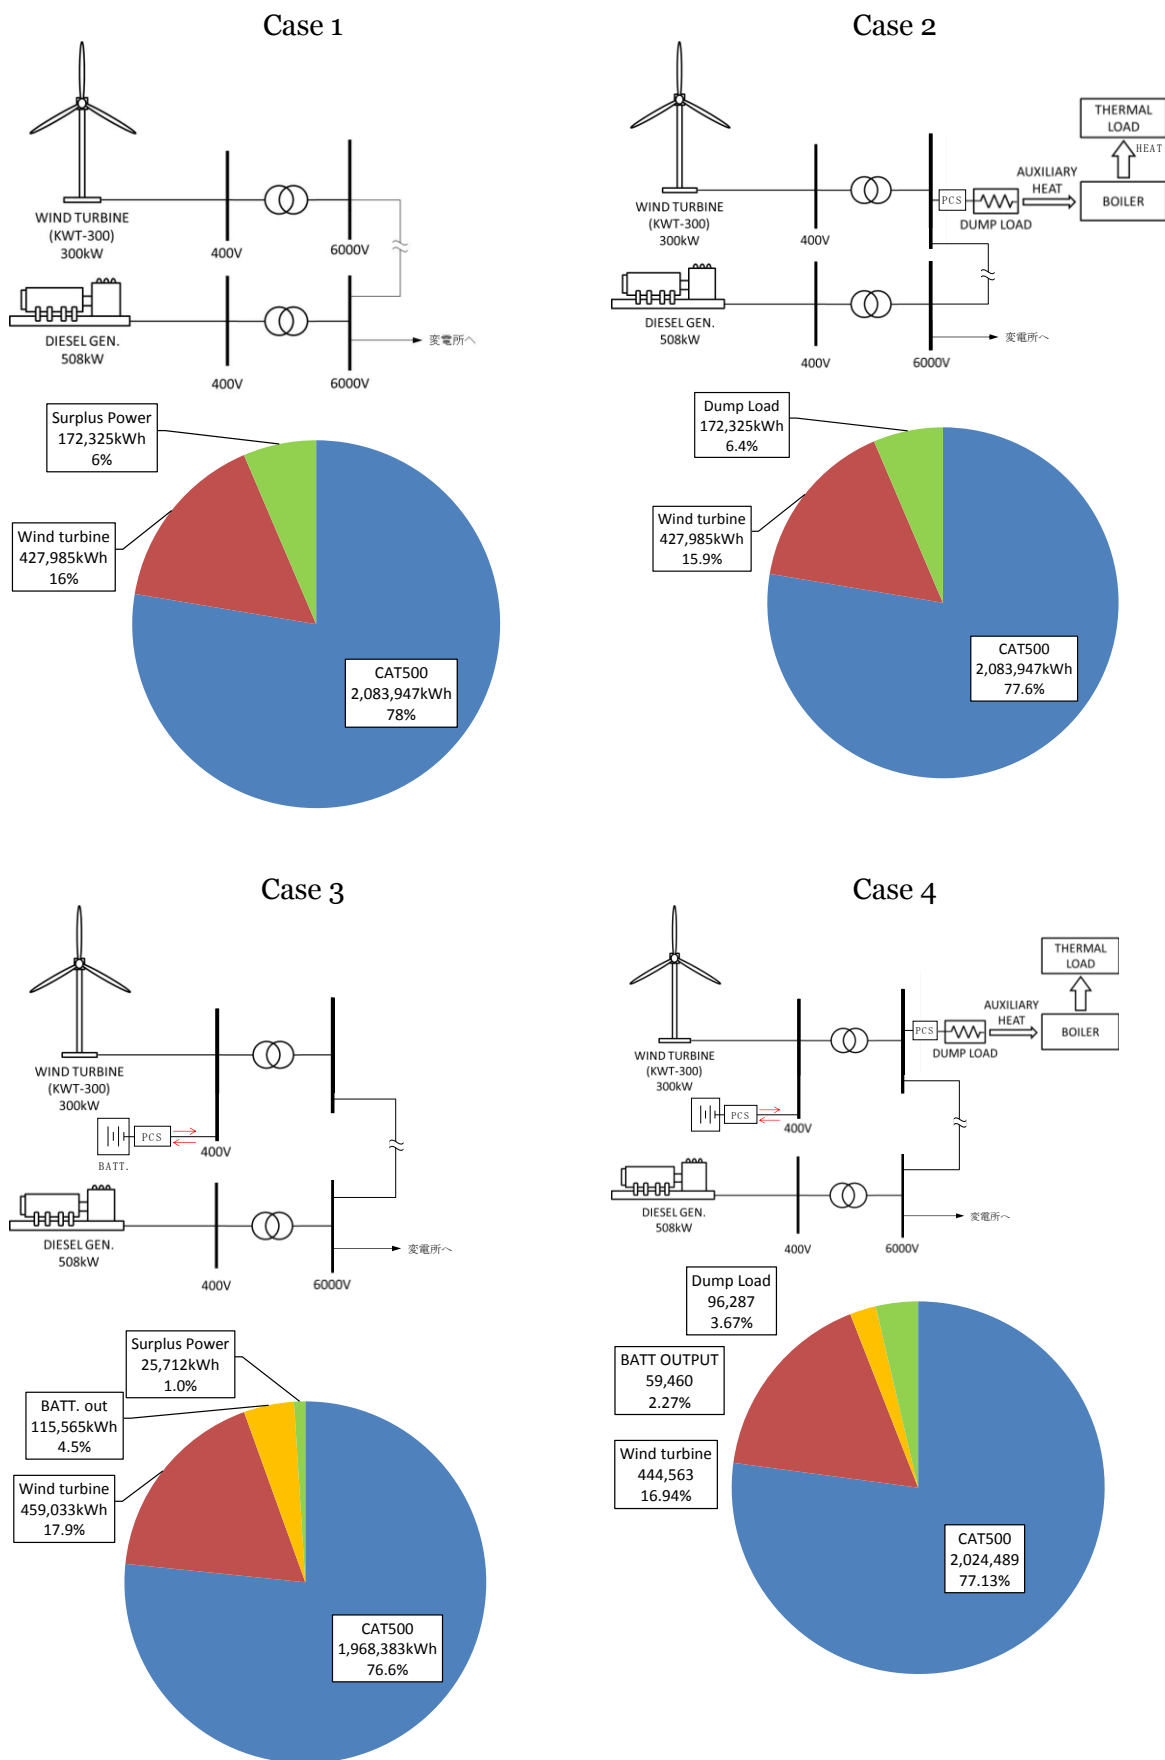 Case 1
WIND TURBINE
(KWT-300)
300kW
400V
6000V
DIESEL GEN.
508kW
400V
6000V
変電所へ
Surplus Power
172,325kWh
6%
Wind turbine
427,985kWh
16%
CAT500
2,083,947kWh
78%
Case 2
THERMAL
LOAD
HEAT
AUXILIARY
HEAT
BOILER
PCS
DUMP LOAD
WIND TURBINE
(KWT-300)
300kW
400V
DIESEL GEN.
508kW
400V
6000V
変電所へ
Dump Load
172,325kWh
6.4%
Wind turbine
427,985kWh
15.9%
CAT500
2,083,947kWh
77.6%
Case 3
WIND TURBINE
(KWT-300)
300kW
PCS
BATT.
400V
DIESEL GEN.
508kW
400V
6000V
変電所へ
Surplus Power
25,712kWh
1.0%
BATT. out
115,565kWh
4.5%
Wind turbine
459,033kWh
17.9%
CAT500
1,968,383kWh
76.6%
Case 4
THERMAL
LOAD
AUXILIARY
HEAT
BOILER
PCS
DUMP LOAD
WIND TURBINE
(KWT-300)
300kW
PCS
400V
DIESEL GEN.
508kW
400V
6000V
変電所へ
Dump Load
96,287
3.67%
BATT OUTPUT
59,460
2.27%
Wind turbine
444,563
16.94%
CAT500
2,024,489
77.13%